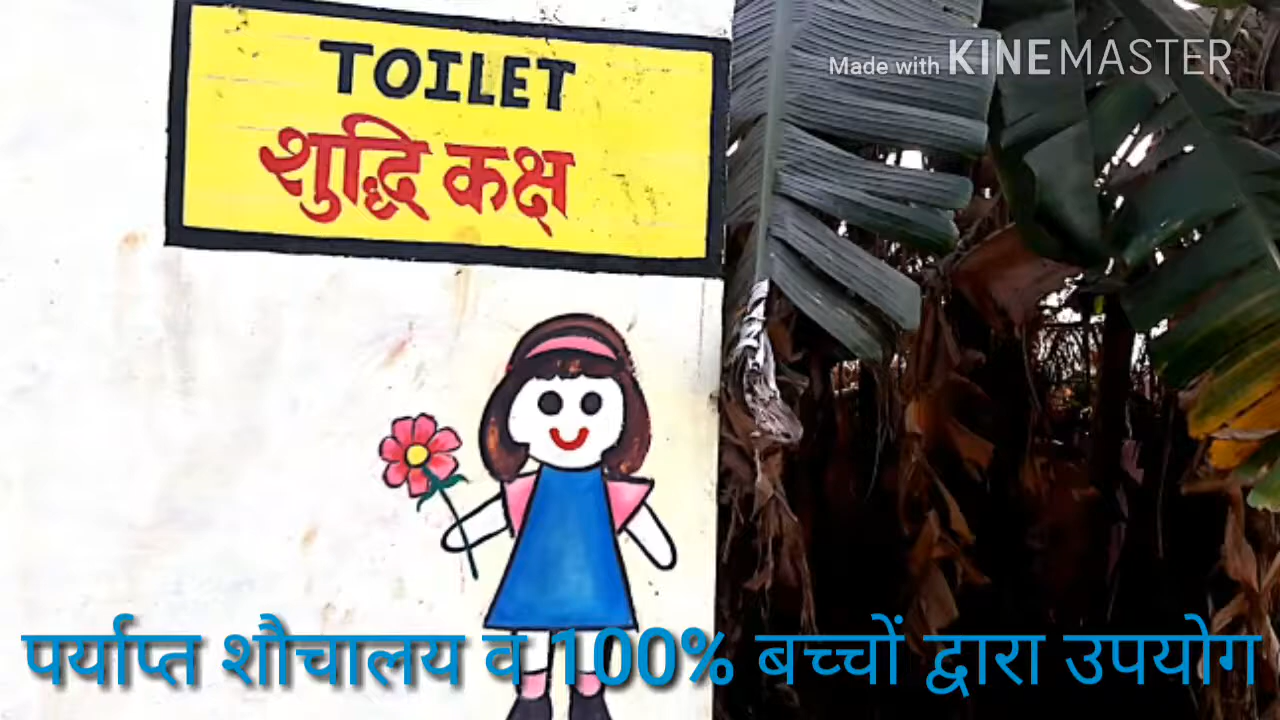 Made with KINEMASTER
TOILET
शुद्धि कक्ष
पर्याप्त शौचालय व 100% बच्चों द्वारा उपयोग